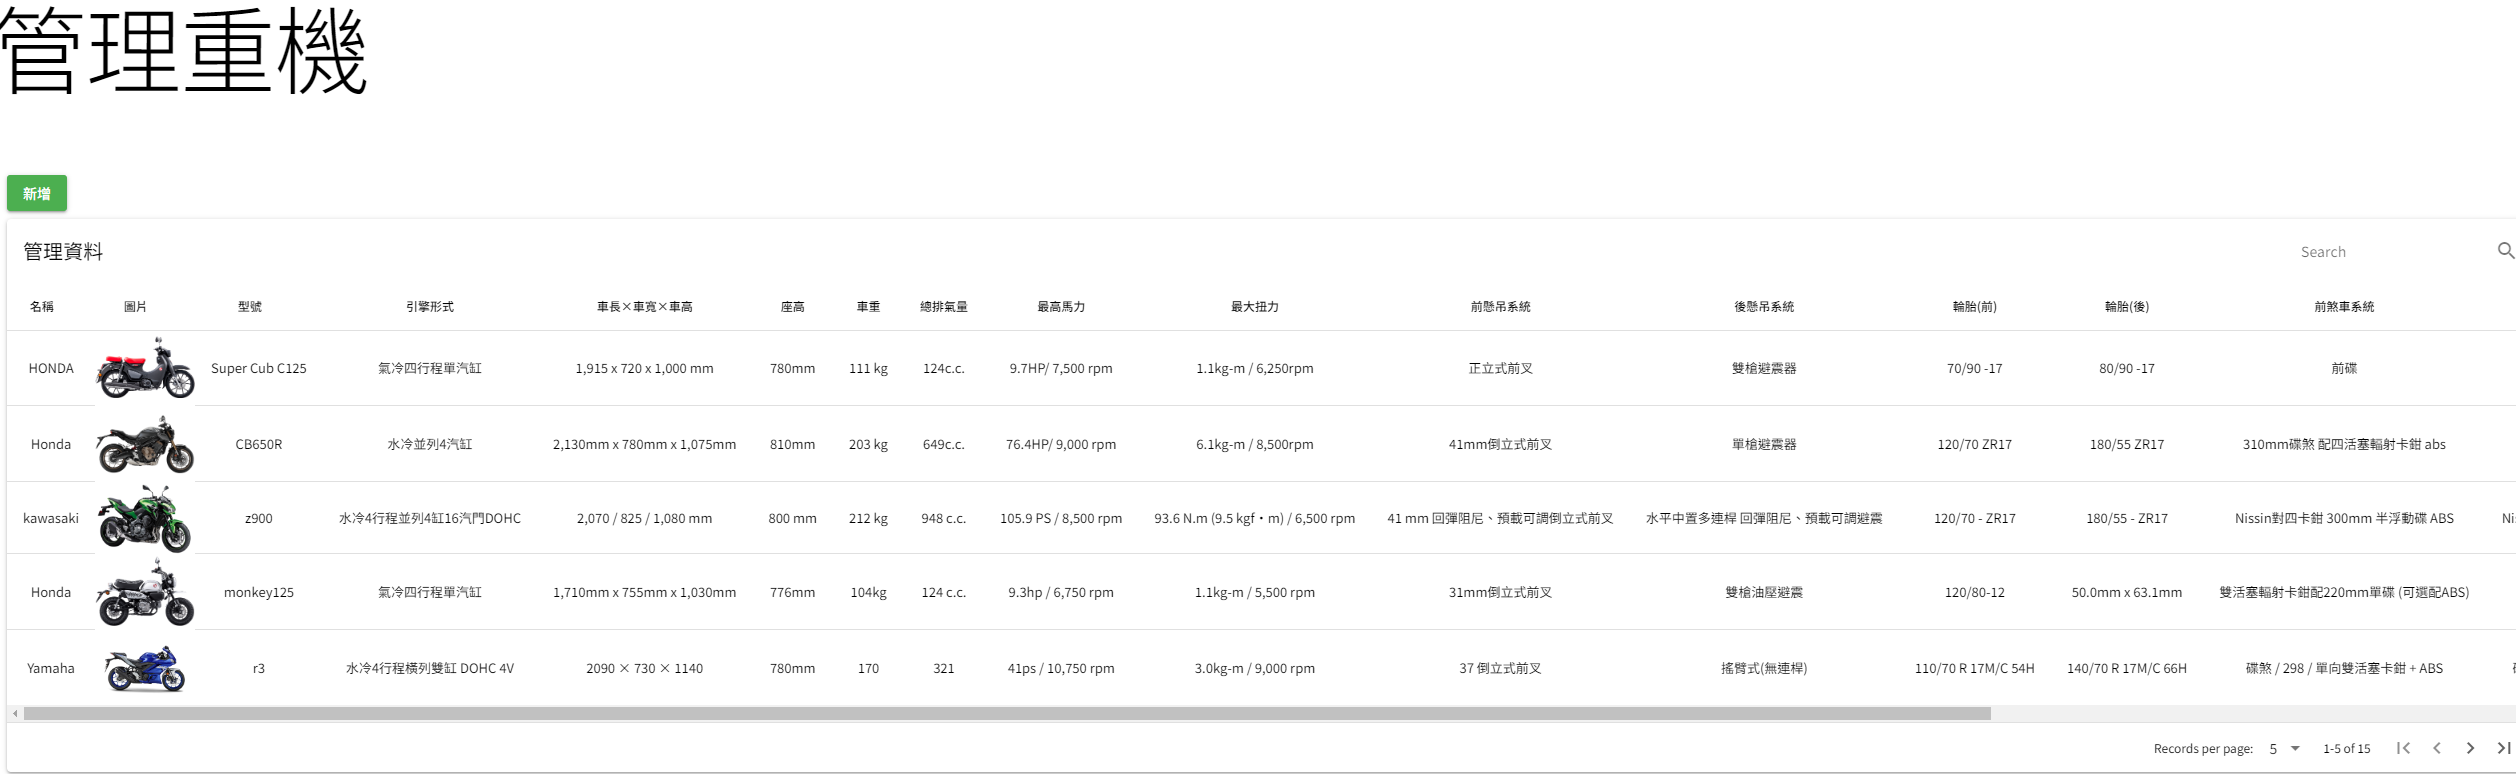 管理重機
新增
管理資料
Search
名稱 圖片 型號 引擎形式 車長×車寬×車高 座高 車重 總排氣量 最高馬力 最大扭力 前懸吊系統 後懸吊系統 輪胎(前) 輪胎(後) 前煞車系統
HONDA Super Cub C125 氣冷四行程單汽缸 1,915 x 720 x 1,000 mm 780mm 111 kg 124c.c. 9.7HP/ 7,500 rpm 1.1kg-m / 6,250rpm 正立式前叉 雙槍避震器 70/90 -17 80/90 -17 前碟
Honda CB650R 水冷並列4汽缸 2,130mm x 780mm x 1,075mm 810mm 203 kg 649c.c. 76.4HP/ 9,000 rpm 6.1kg-m / 8,500rpm 41mm倒立式前叉 單槍避震器 120/70 ZR17 180/55 ZR17 310mm碟煞 配四活塞輻射卡鉗 abs
kawasaki z900 水冷4行程並列4缸16汽門DOHC 2,070 / 825 / 1,080 mm 800 mm 212 kg 948 c.c. 105.9 PS / 8,500 rpm 93.6 N.m (9.5 kgf・m) / 6,500 rpm 41 mm 回彈阻尼、預載可調倒立式前叉 水平中置多連桿 回彈阻尼、預載可調避震 120/70 - ZR17 180/55 - ZR17 Nissin對四卡鉗 300mm 半浮動碟 ABS
Honda monkey125 氣冷四行程單汽缸 1,710mm x 755mm x 1,030mm 776mm 104kg 124 c.c. 9.3hp / 6,750 rpm 1.1kg-m / 5,500 rpm 31mm倒立式前叉 雙槍油壓避震 120/80-12 50.0mm x 63.1mm 雙活塞輻射卡鉗配220mm單碟 (可選配ABS)
Yamaha r3 水冷4行程橫列雙缸 DOHC 4V 2090 × 730 × 1140 780mm 170 321 41ps / 10,750 rpm 3.0kg-m / 9,000 rpm 37 倒立式前叉 搖臂式(無連桿) 110/70 R 17M/C 54H 140/70 R 17M/C 66H 碟煞 / 298 / 單向雙活塞卡鉗 + ABS
Records per page: 5 1-5 of 15